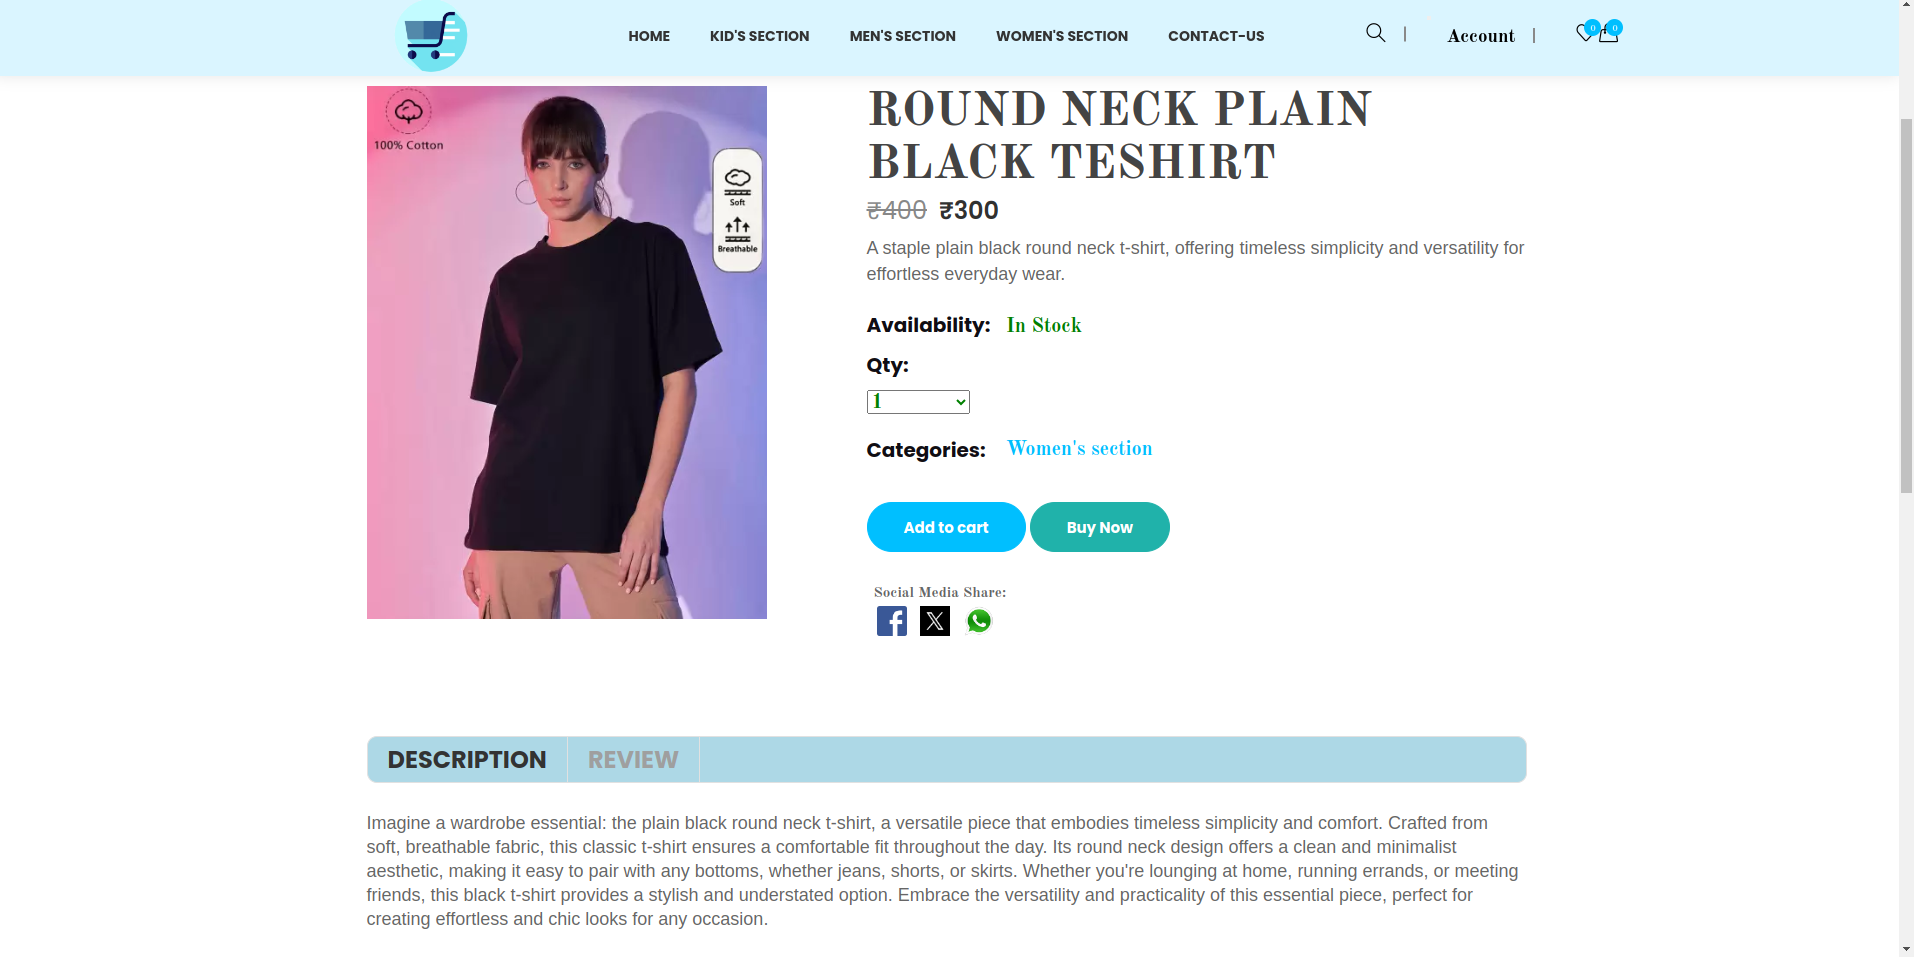 HOME KID'S SECTION MEN'S SECTION WOMEN'S SECTION CONTACT-US | Account | 0 0
100% Cotton
Soft
Breathable
ROUND NECK PLAIN
BLACK TESHIRT
₹400 ₹300
A staple plain black round neck t-shirt, offering timeless simplicity and versatility for
effortless everyday wear.
Availability: In Stock
Qty:
1
Categories: Women's section
Add to cart Buy Now
Social Media Share:
DESCRIPTION REVIEW
Imagine a wardrobe essential: the plain black round neck t-shirt, a versatile piece that embodies timeless simplicity and comfort. Crafted from
soft, breathable fabric, this classic t-shirt ensures a comfortable fit throughout the day. Its round neck design offers a clean and minimalist
aesthetic, making it easy to pair with any bottoms, whether jeans, shorts, or skirts. Whether you're lounging at home, running errands, or meeting
friends, this black t-shirt provides a stylish and understated option. Embrace the versatility and practicality of this essential piece, perfect for
creating effortless and chic looks for any occasion.